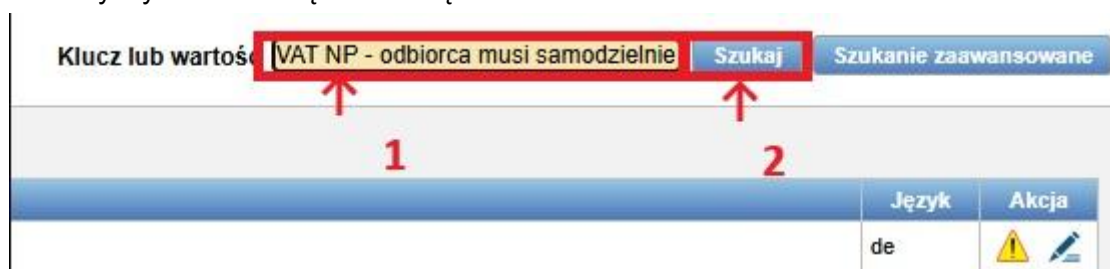 Klucz lub wartość VAT NP - odbiorca musi samodzielnie Szukaj Szukanie zaawansowane
1 2
Język Akcja
de